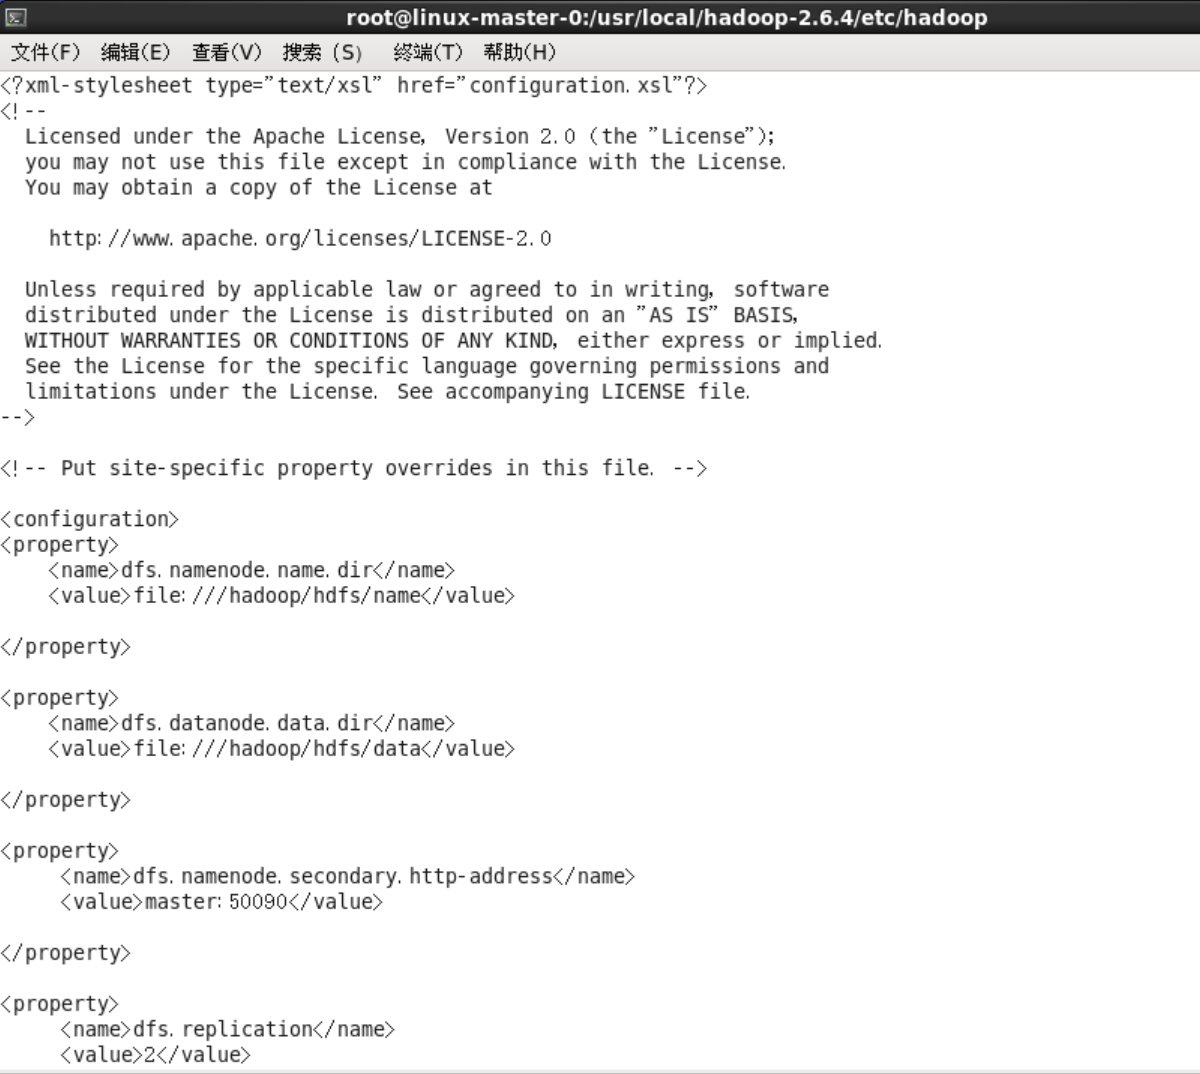 root@linux-master-0:/usr/local/hadoop-2.6.4/etc/hadoop
文件(F) 编辑(E) 查看(V) 搜索 (S) 终端(T) 帮助(H)
<?xml-stylesheet type="text/xsl" href="configuration.xsl"?>
<!--
  Licensed under the Apache License, Version 2.0 (the "License");
  you may not use this file except in compliance with the License.
  You may obtain a copy of the License at

    http://www.apache.org/licenses/LICENSE-2.0

  Unless required by applicable law or agreed to in writing, software
  distributed under the License is distributed on an "AS IS" BASIS,
  WITHOUT WARRANTIES OR CONDITIONS OF ANY KIND, either express or implied.
  See the License for the specific language governing permissions and
  limitations under the License. See accompanying LICENSE file.
-->

<!-- Put site-specific property overrides in this file. -->

<configuration>
<property>
    <name>dfs.namenode.name.dir</name>
    <value>file:///hadoop/hdfs/name</value>

</property>

<property>
    <name>dfs.datanode.data.dir</name>
    <value>file:///hadoop/hdfs/data</value>

</property>

<property>
     <name>dfs.namenode.secondary.http-address</name>
     <value>master:50090</value>

</property>

<property>
     <name>dfs.replication</name>
     <value>2</value>